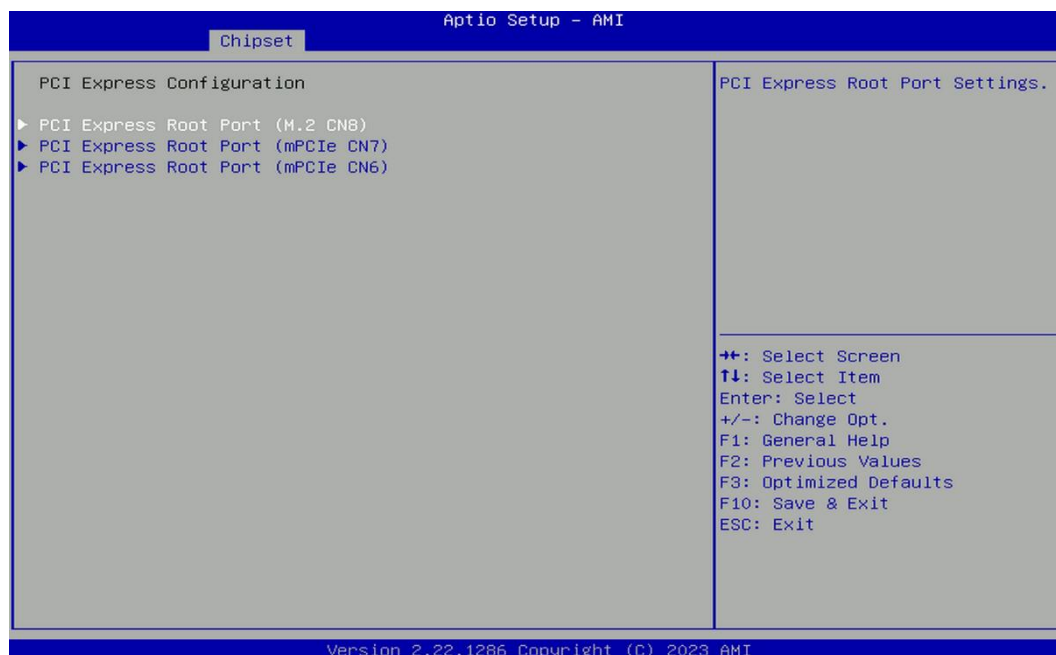 Aptio Setup – AMI
Chipset
PCI Express Configuration
▶ PCI Express Root Port (M.2 CN8)
▶ PCI Express Root Port (mPCIe CN7)
▶ PCI Express Root Port (mPCIe CN6)
PCI Express Root Port Settings.
→←: Select Screen
↑↓: Select Item
Enter: Select
+/-: Change Opt.
F1: General Help
F2: Previous Values
F3: Optimized Defaults
F10: Save & Exit
ESC: Exit
Version 2.22.1286 Copyright (C) 2023 AMI